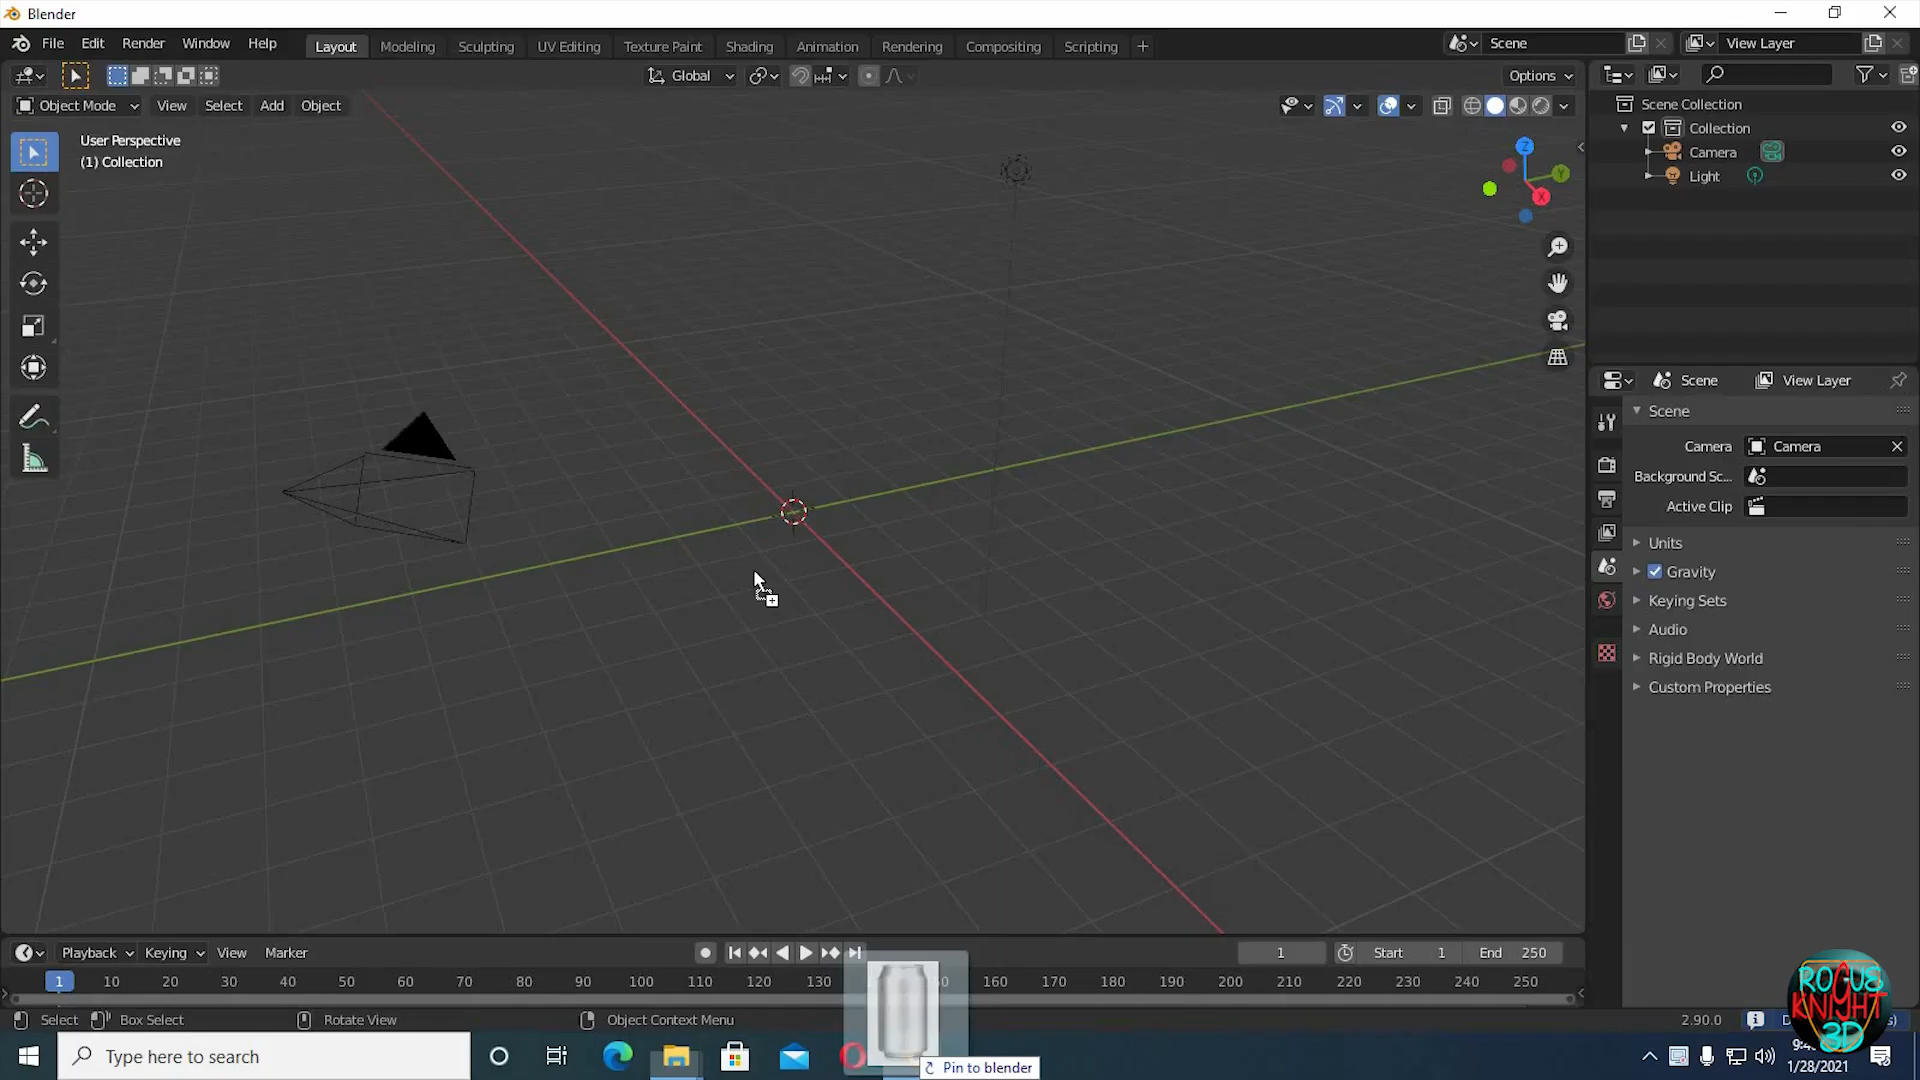 Blender
File Edit Render Window Help
Layout Modeling Sculpting UV Editing Texture Paint Shading Animation Rendering Compositing Scripting +
Scene View Layer
Global Options
Object Mode View Select Add Object
User Perspective
(1) Collection
Z
Y
X
Scene Collection
Collection
Camera
Light
Scene View Layer
Scene
Camera Camera
Background Sc...
Active Clip
Units
Gravity
Keying Sets
Audio
Rigid Body World
Custom Properties
Playback Keying View Marker
1 Start 1 End 250
1 10 20 30 40 50 60 70 80 90 100 110 120 130 160 170 180 190 200 210 220 230 240 250
Select Box Select Rotate View Object Context Menu
2.90.0
ROGUE
KNIGHT
3D
Type here to search
Pin to blender
1/28/2021